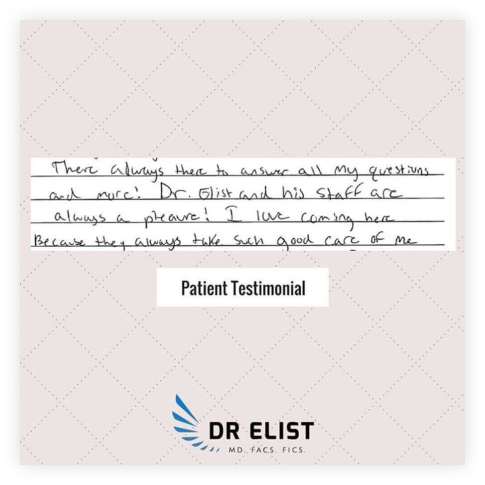 There always there to answer all my questions
and more! Dr. Elist and his staff are
always a pleaure! I love coming here
Because they always take such good care of me
Patient Testimonial
DR ELIST
MD. FACS. FICS.